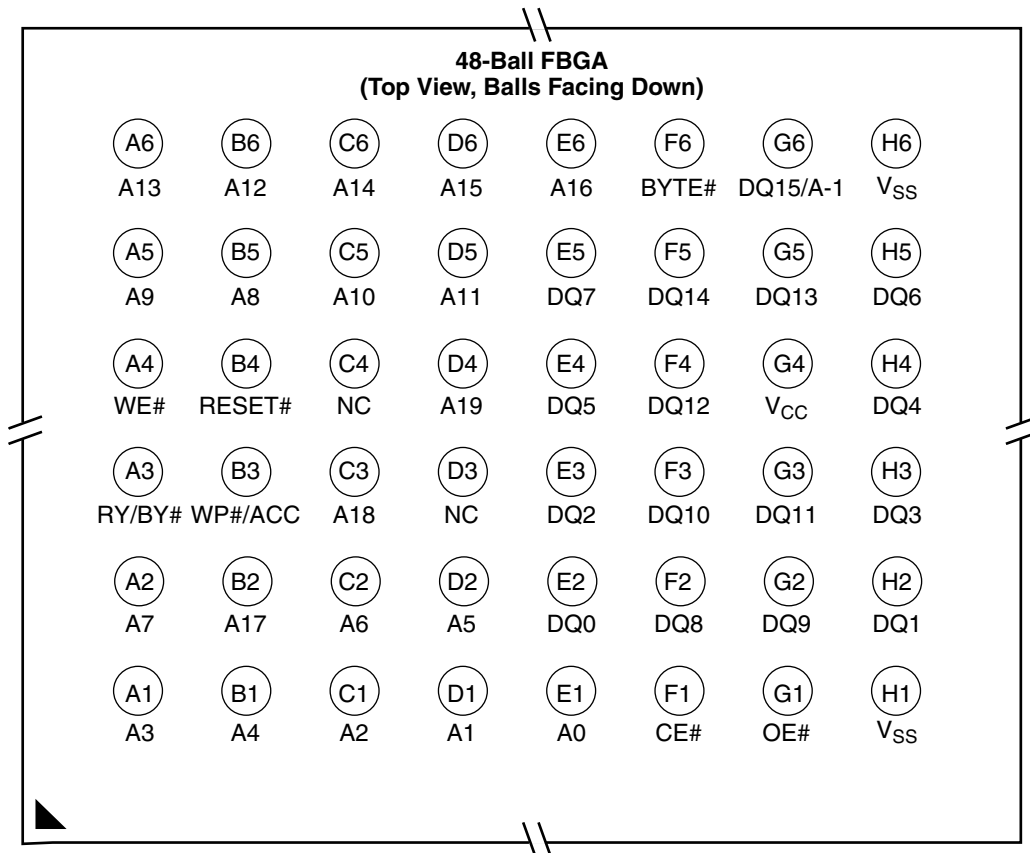 48-Ball FBGA
(Top View, Balls Facing Down)
A6 B6 C6 D6 E6 F6 G6 H6
A13 A12 A14 A15 A16 BYTE# DQ15/A-1 VSS
A5 B5 C5 D5 E5 F5 G5 H5
A9 A8 A10 A11 DQ7 DQ14 DQ13 DQ6
A4 B4 C4 D4 E4 F4 G4 H4
WE# RESET# NC A19 DQ5 DQ12 VCC DQ4
A3 B3 C3 D3 E3 F3 G3 H3
RY/BY# WP#/ACC A18 NC DQ2 DQ10 DQ11 DQ3
A2 B2 C2 D2 E2 F2 G2 H2
A7 A17 A6 A5 DQ0 DQ8 DQ9 DQ1
A1 B1 C1 D1 E1 F1 G1 H1
A3 A4 A2 A1 A0 CE# OE# VSS